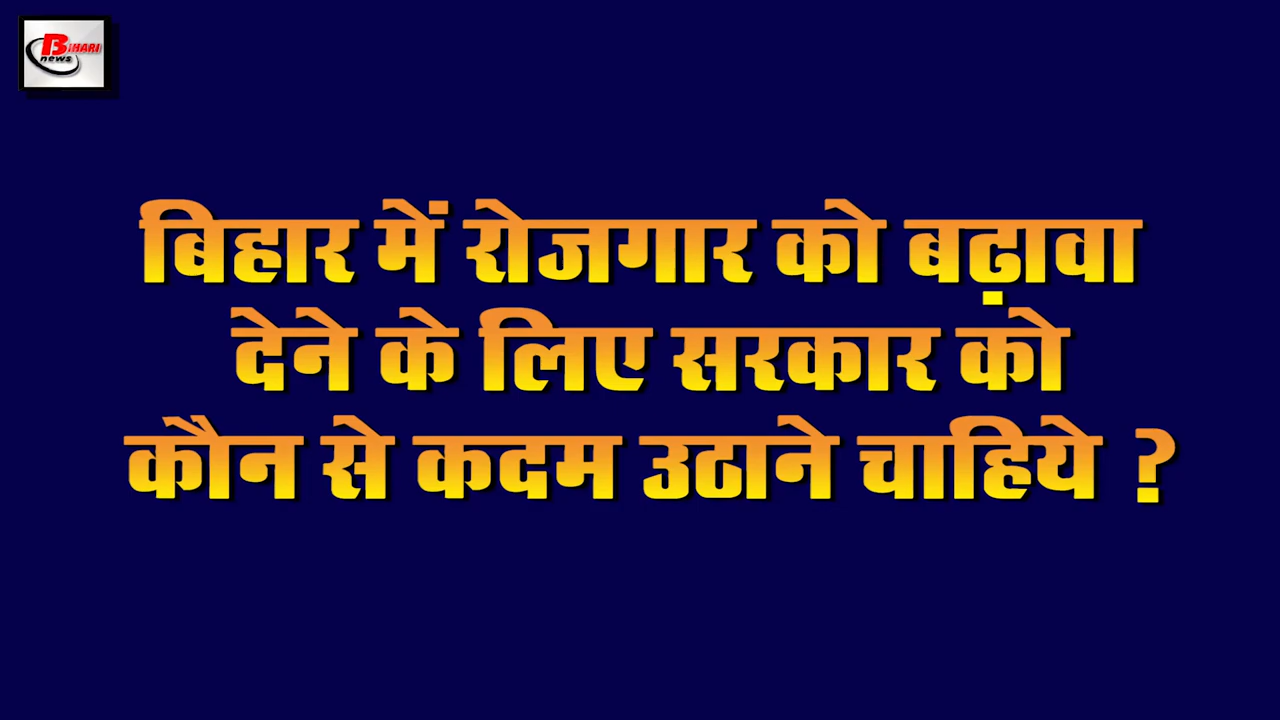 BIHARI
news
बिहार में रोजगार को बढ़ावा
देने के लिए सरकार को
कौन से कदम उठाने चाहिये ?